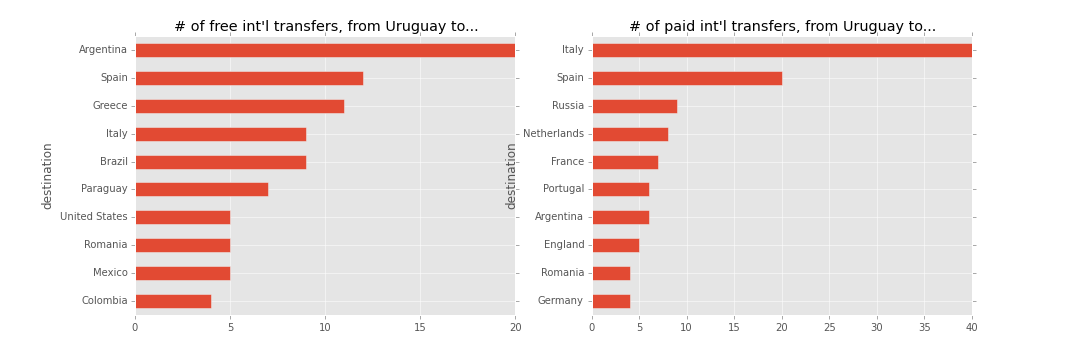 # of free int'l transfers, from Uruguay to...
destination
Argentina
Spain
Greece
Italy
Brazil
Paraguay
United States
Romania
Mexico
Colombia
0 5 10 15 20
# of paid int'l transfers, from Uruguay to...
destination
Italy
Spain
Russia
Netherlands
France
Portugal
Argentina
England
Romania
Germany
0 5 10 15 20 25 30 35 40